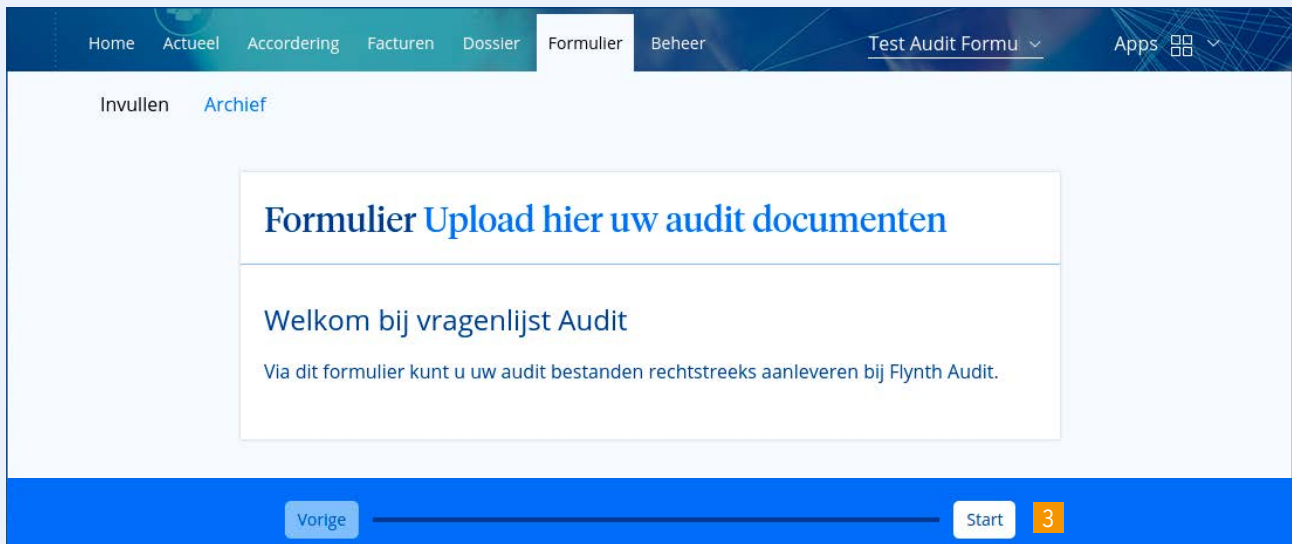 Home Actueel Accordering Facturen Dossier Formulier Beheer Test Audit Formu Apps
Invullen Archief
Formulier Upload hier uw audit documenten
Welkom bij vragenlijst Audit
Via dit formulier kunt u uw audit bestanden rechtstreeks aanleveren bij Flynth Audit.
Vorige Start 3